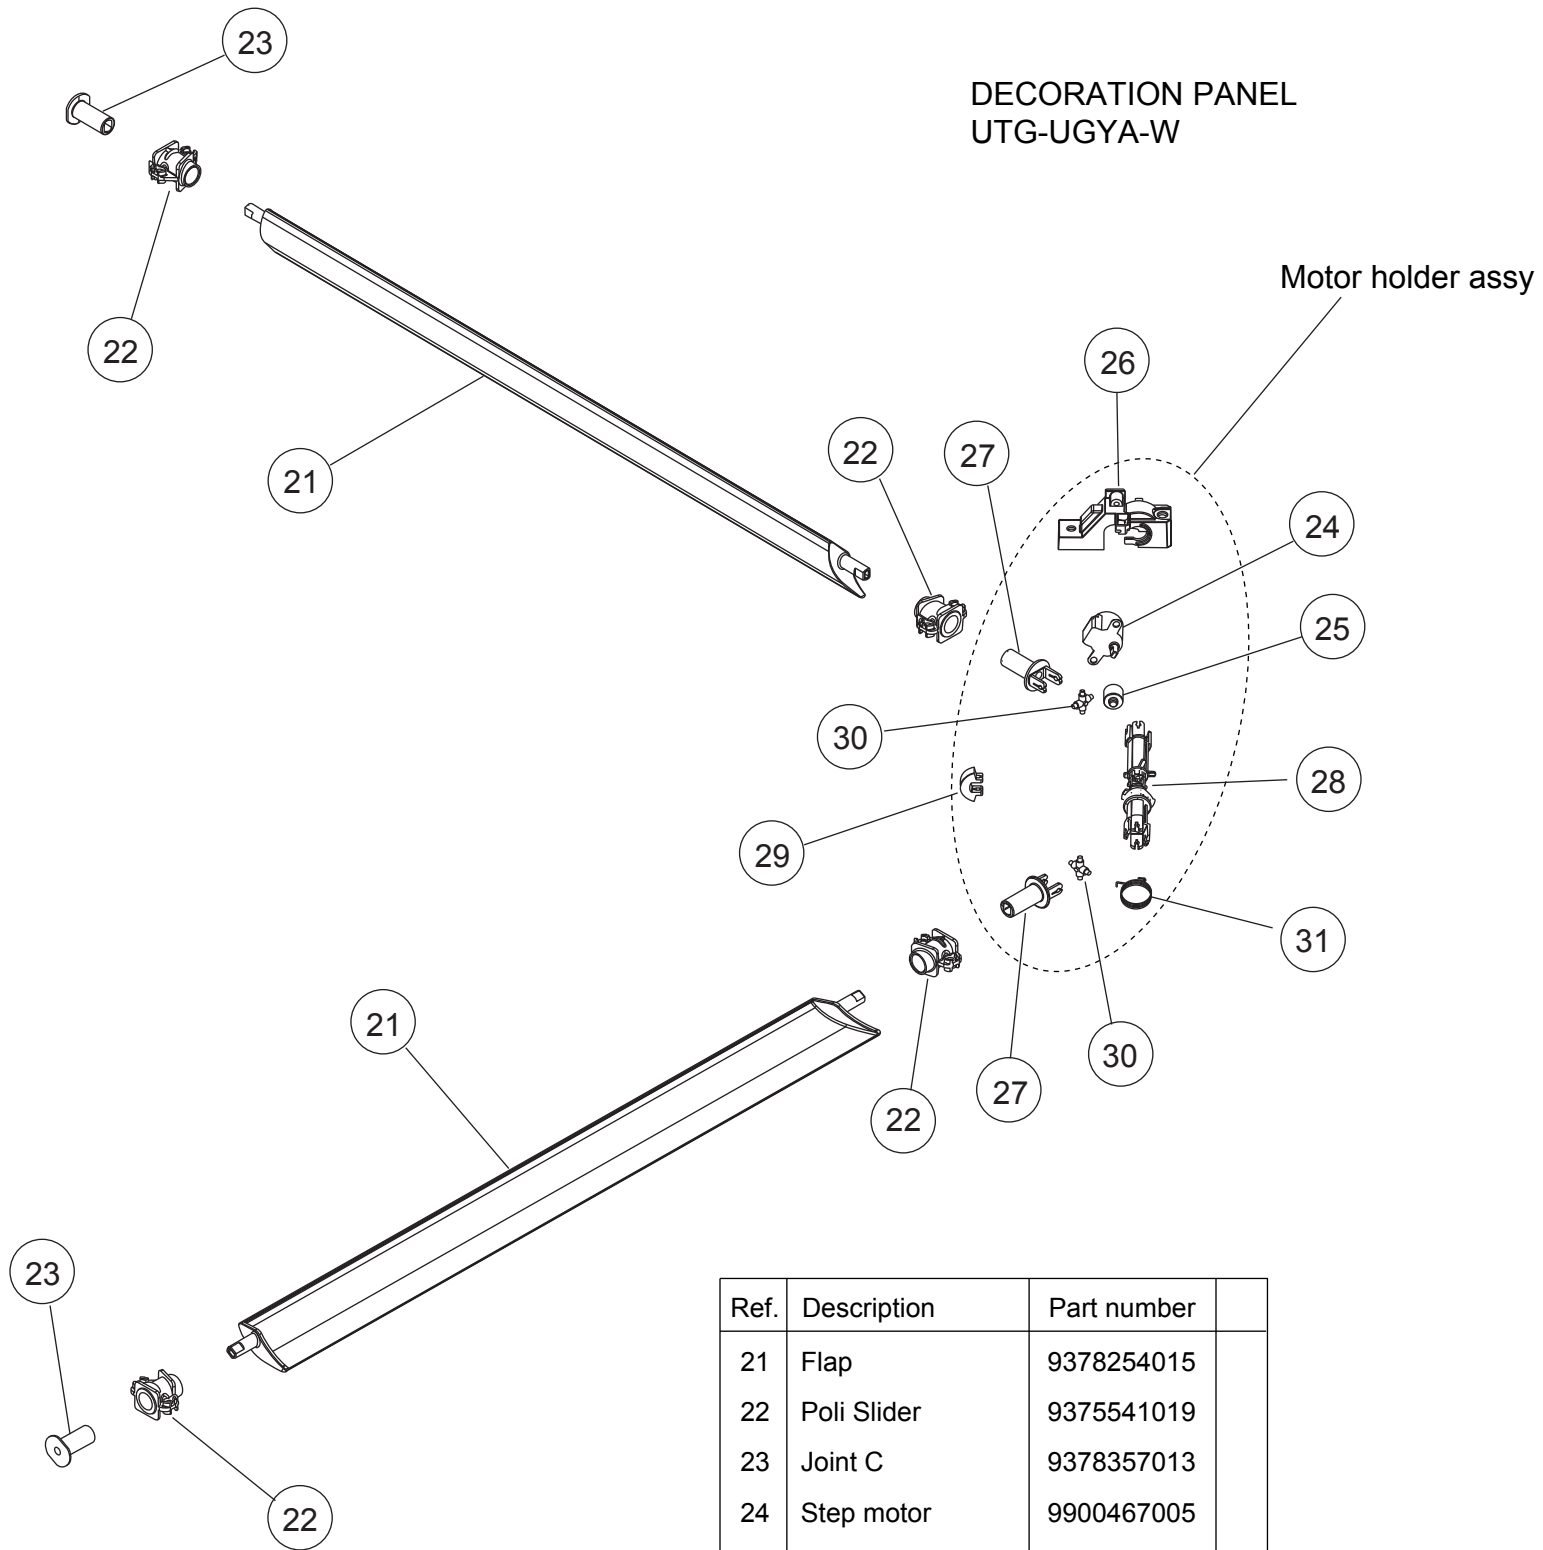 23
DECORATION PANEL
UTG-UGYA-W
22
Motor holder assy
26
21
22
27
24
25
30
28
29
31
21
30
27
22
23
22
Ref. Description Part number
21 Flap 9378254015
22 Poli Slider 9375541019
23 Joint C 9378357013
24 Step motor 9900467005